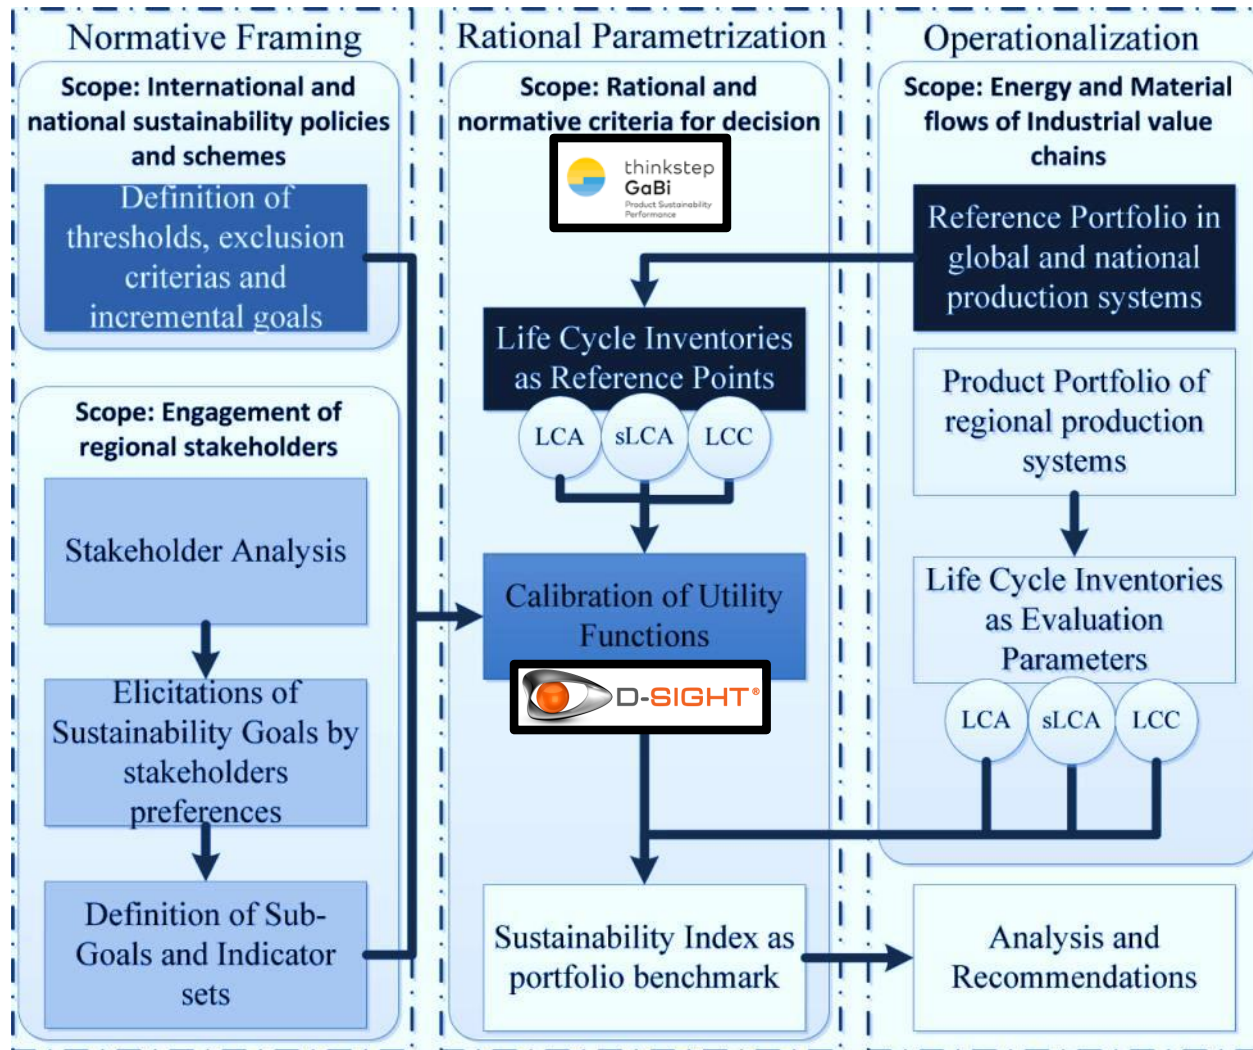 Normative Framing
Scope: International and
national sustainability policies
and schemes
Definition of
thresholds, exclusion
criterias and
incremental goals
Scope: Engagement of
regional stakeholders
Stakeholder Analysis
Elicitations of
Sustainability Goals by
stakeholders
preferences
Definition of Sub-
Goals and Indicator
sets
Rational Parametrization
Scope: Rational and
normative criteria for decision
thinkstep
GaBi
Product Sustainability
Performance
Life Cycle Inventories
as Reference Points
LCA
sLCA
LCC
Calibration of Utility
Functions
D-SIGHT®
Sustainability Index as
portfolio benchmark
Operationalization
Scope: Energy and Material
flows of Industrial value
chains
Reference Portfolio in
global and national
production systems
Product Portfolio of
regional production
systems
Life Cycle Inventories
as Evaluation
Parameters
LCA
sLCA
LCC
Analysis and
Recommendations